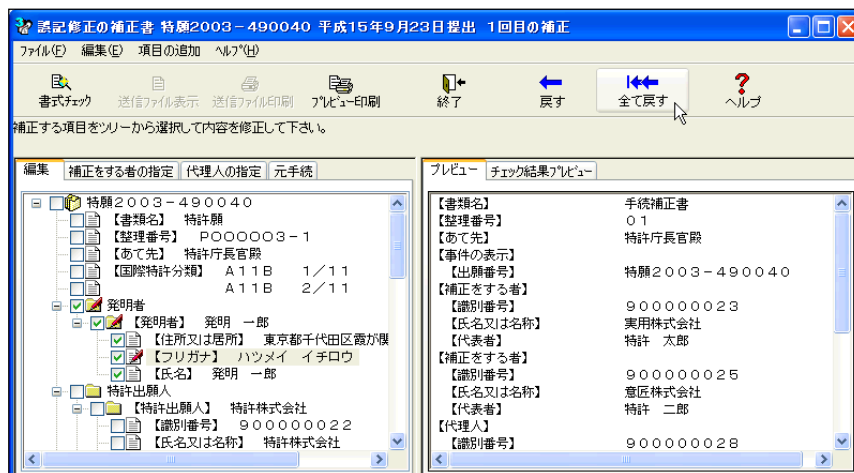 誤記修正の補正書 特願2003－490040 平成15年9月23日提出 1回目の補正
ﾌｧｲﾙ(F) 編集(E) 項目の追加 ﾍﾙﾌﾟ(H)
書式ﾁｪｯｸ 送信ﾌｧｲﾙ表示 送信ﾌｧｲﾙ印刷 ﾌﾟﾚﾋﾞｭｰ印刷 終了 戻す 全て戻す ヘルプ
補正する項目をﾂﾘｰから選択して内容を修正して下さい。
編集 補正をする者の指定 代理人の指定 元手続
特願２００３－４９００４０
【書類名】 特許願
【整理番号】 Ｐ０００００３－１
【あて先】 特許庁長官殿
【国際特許分類】 Ａ１１Ｂ １／１１
Ａ１１Ｂ ２／１１
発明者
【発明者】 発明 一郎
【住所又は居所】 東京都千代田区霞が関
【フリガナ】 ハツメイ イチロウ
【氏名】 発明 一郎
特許出願人
【特許出願人】 特許株式会社
【識別番号】 ９０００００００２２
【氏名又は名称】 特許株式会社
ﾌﾟﾚﾋﾞｭｰ ﾁｪｯｸ結果ﾌﾟﾚﾋﾞｭｰ
【書類名】 手続補正書
【整理番号】 ０１
【あて先】 特許庁長官殿
【事件の表示】
【出願番号】 特願２００３－４９００４０
【補正をする者】
【識別番号】 ９０００００００２３
【氏名又は名称】 実用株式会社
【代表者】 特許 太郎
【補正をする者】
【識別番号】 ９０００００００２５
【氏名又は名称】 意匠株式会社
【代表者】 特許 二郎
【代理人】
【識別番号】 ９０００００００２８